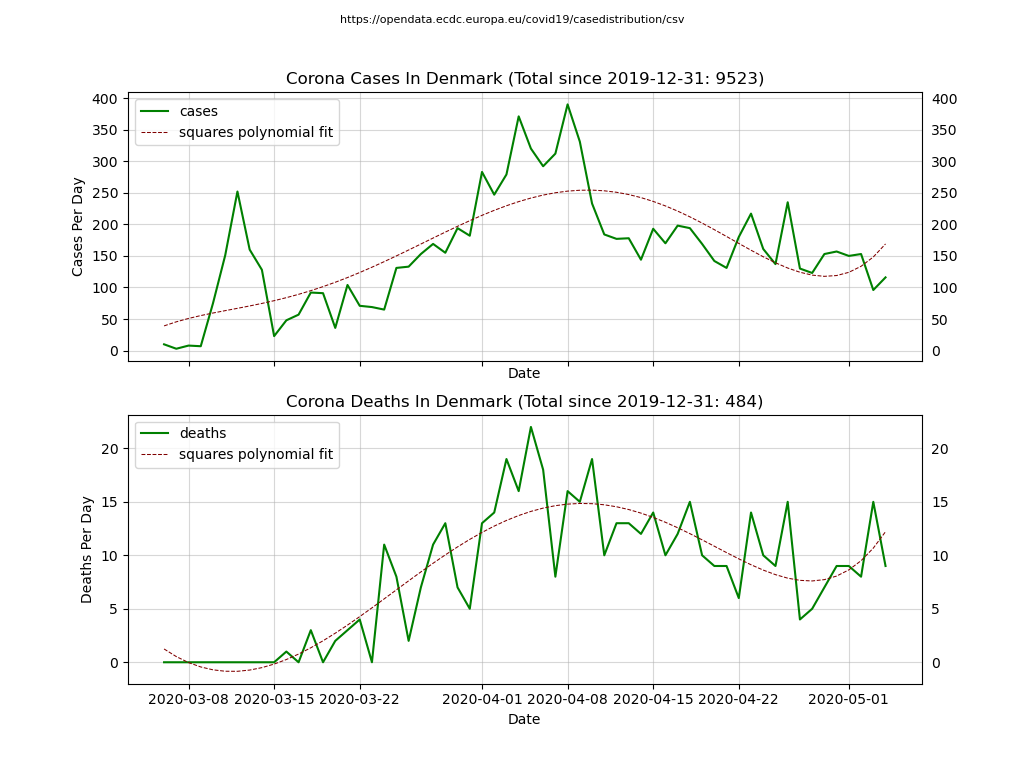 https://opendata.ecdc.europa.eu/covid19/casedistribution/csv
Corona Cases In Denmark (Total since 2019-12-31: 9523)
cases
squares polynomial fit
400
350
300
250
200
150
100
50
0
Cases Per Day
400
350
300
250
200
150
100
50
0
Date
Corona Deaths In Denmark (Total since 2019-12-31: 484)
deaths
squares polynomial fit
20
15
10
5
0
Deaths Per Day
20
15
10
5
0
2020-03-08 2020-03-15 2020-03-22 2020-04-01 2020-04-08 2020-04-15 2020-04-22 2020-05-01
Date